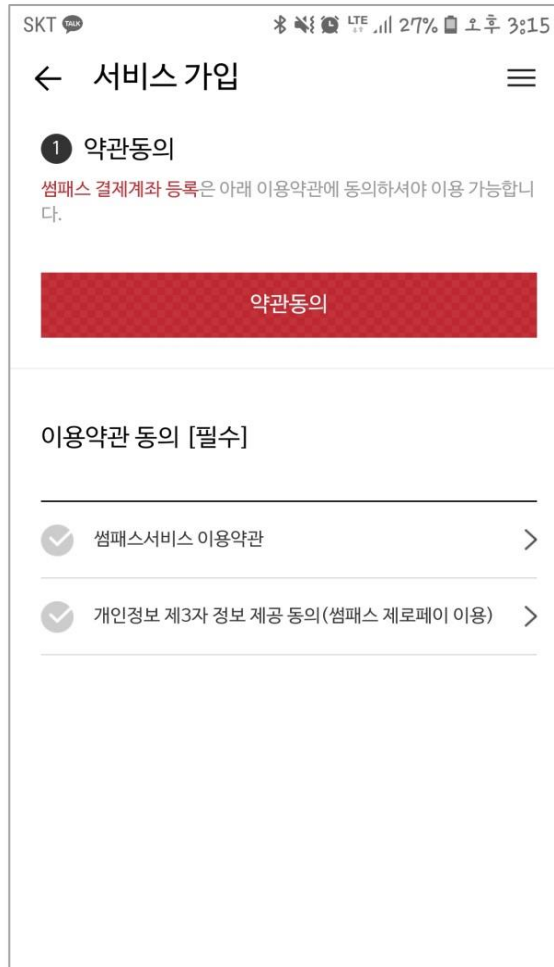 SKT TALK LTE 27% 오후 3:15
서비스 가입
1 약관동의
썸패스 결제계좌 등록은 아래 이용약관에 동의하셔야 이용 가능합니
다.
약관동의
이용약관 동의 [필수]
썸패스서비스 이용약관
개인정보 제3자 정보 제공 동의(썸패스 제로페이 이용)